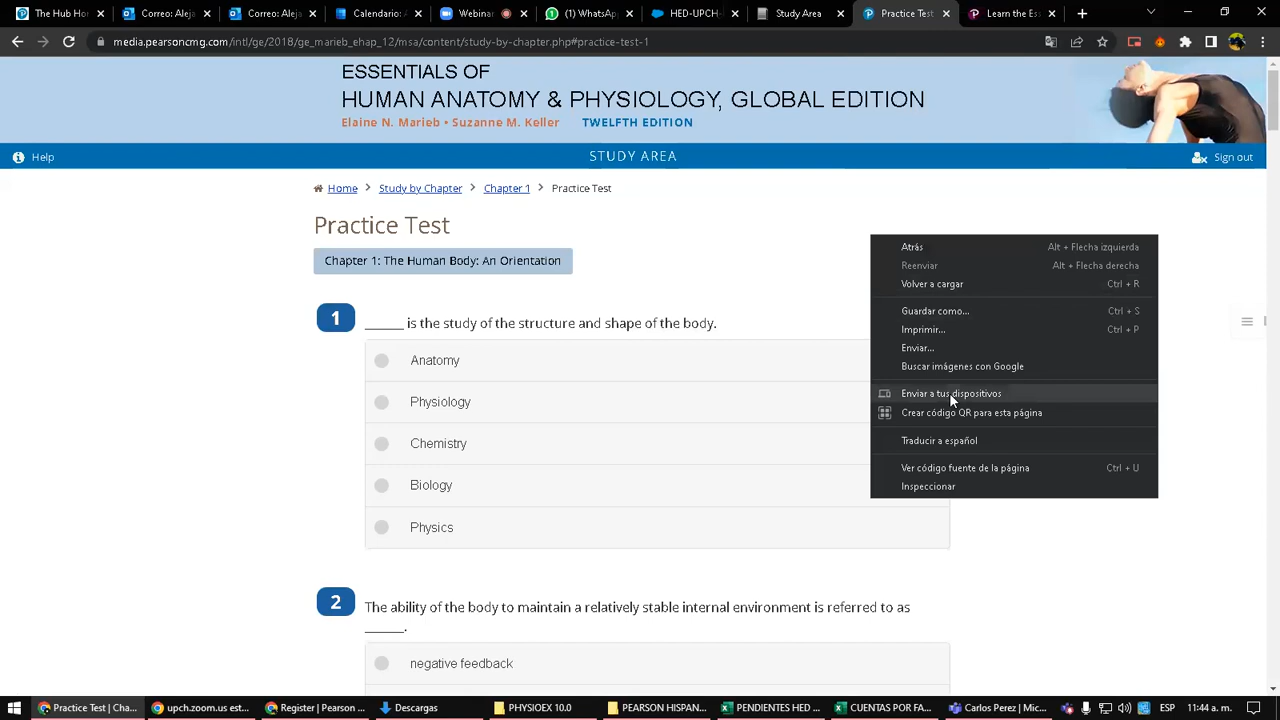 The Hub Hom
Correo: Aleja
Correo: Aleja
Calendario: A
Webinar
(1) WhatsApp
HED-UPCH-
Study Area
Practice Test
Learn the Ess
media.pearsoncmg.com/intl/ge/2018/ge_marieb_ehap_12/msa/content/study-by-chapter.php#practice-test-1
ESSENTIALS OF
HUMAN ANATOMY & PHYSIOLOGY, GLOBAL EDITION
Elaine N. Marieb • Suzanne M. Keller TWELFTH EDITION
Help
STUDY AREA
Sign out
Home > Study by Chapter > Chapter 1 > Practice Test
Practice Test
Chapter 1: The Human Body: An Orientation
1
______ is the study of the structure and shape of the body.
Anatomy
Physiology
Chemistry
Biology
Physics
2
The ability of the body to maintain a relatively stable internal environment is referred to as
______.
negative feedback
Atrás Alt + Flecha izquierda
Reenviar Alt + Flecha derecha
Volver a cargar Ctrl + R
Guardar como... Ctrl + S
Imprimir... Ctrl + P
Enviar...
Buscar imágenes con Google
Enviar a tus dispositivos
Crear código QR para esta página
Traducir a español
Ver código fuente de la página Ctrl + U
Inspeccionar
Practice Test | Cha...
upch.zoom.us est...
Register | Pearson ...
Descargas
PHYSIOEX 10.0
PEARSON HISPAN...
PENDIENTES HED ...
CUENTAS POR FA...
Carlos Perez | Mic...
ESP
11:44 a. m.